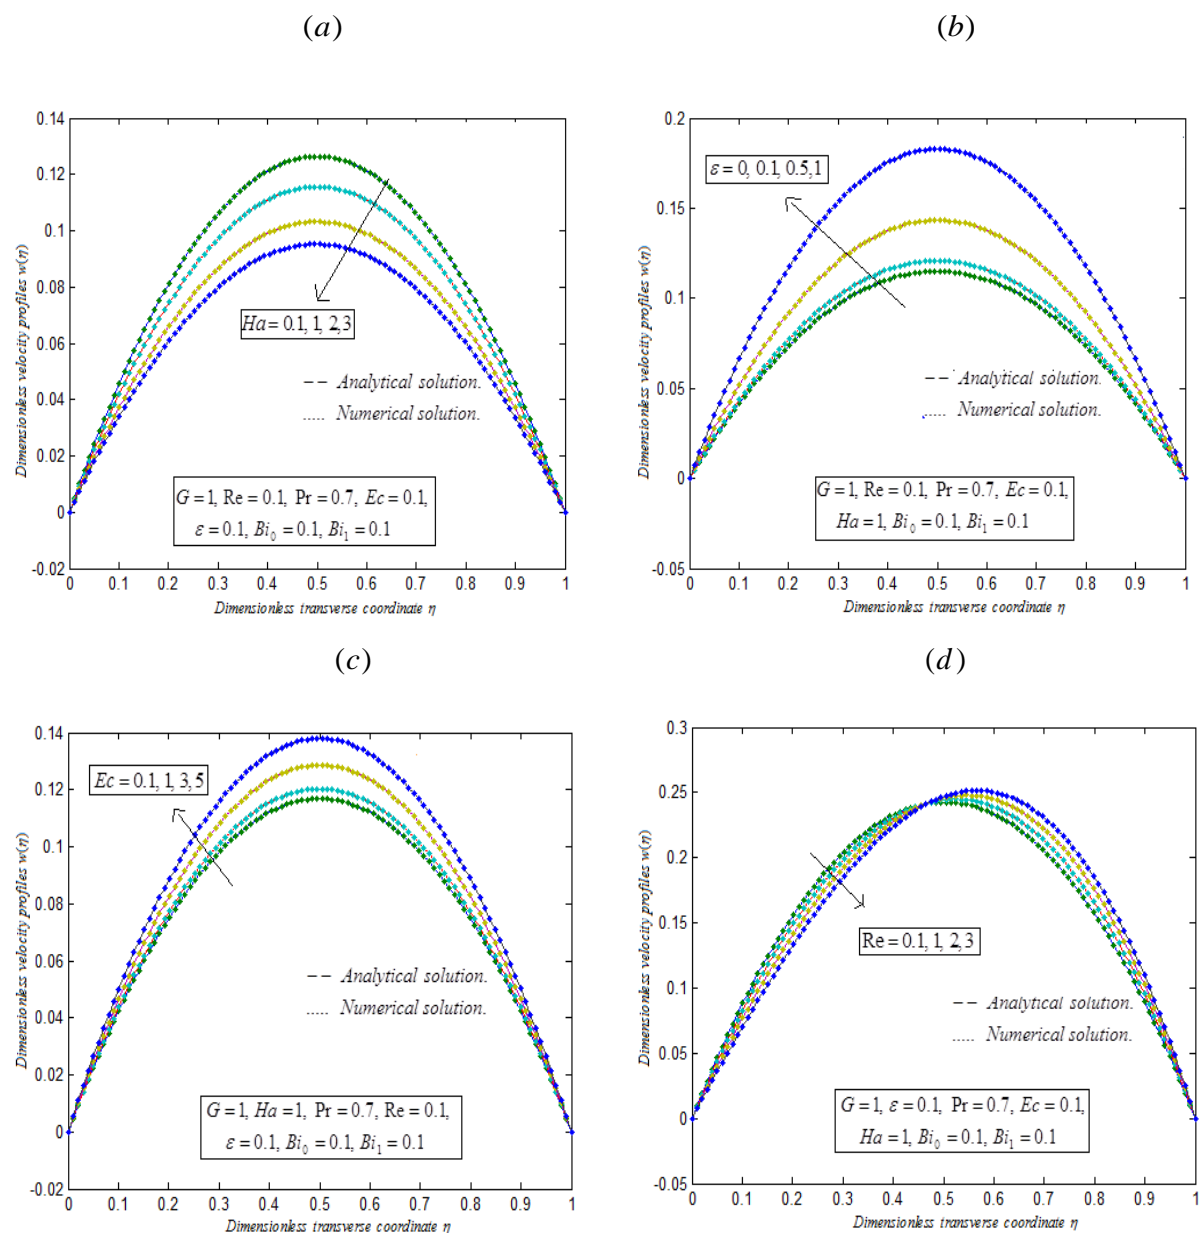 (a)
0.14
0.12
0.1
0.08
0.06
0.04
0.02
0
-0.02
Dimensionless velocity profiles w(η)
Ha = 0.1, 1, 2,3
-- Analytical solution.
..... Numerical solution.
G = 1, Re = 0.1, Pr = 0.7, Ec = 0.1,
ε = 0.1, Bi₀ = 0.1, Bi₁ = 0.1
0 0.1 0.2 0.3 0.4 0.5 0.6 0.7 0.8 0.9 1
Dimensionless transverse coordinate η
(b)
0.2
0.15
0.1
0.05
0
-0.05
Dimensionless velocity profiles w(η)
ε = 0, 0.1, 0.5,1
-- Analytical solution.
..... Numerical solution.
G = 1, Re = 0.1, Pr = 0.7, Ec = 0.1,
Ha = 1, Bi₀ = 0.1, Bi₁ = 0.1
0 0.1 0.2 0.3 0.4 0.5 0.6 0.7 0.8 0.9 1
Dimensionless transverse coordinate η
(c)
0.14
0.12
0.1
0.08
0.06
0.04
0.02
0
-0.02
Dimensionless velocity profiles w(η)
Ec = 0.1, 1, 3, 5
-- Analytical solution.
..... Numerical solution.
G = 1, Ha = 1, Pr = 0.7, Re = 0.1,
ε = 0.1, Bi₀ = 0.1, Bi₁ = 0.1
0 0.1 0.2 0.3 0.4 0.5 0.6 0.7 0.8 0.9 1
Dimensionless transverse coordinate η
(d)
0.3
0.25
0.2
0.15
0.1
0.05
0
-0.05
Dimensionless velocity profiles w(η)
Re = 0.1, 1, 2, 3
-- Analytical solution.
..... Numerical solution.
G = 1, ε = 0.1, Pr = 0.7, Ec = 0.1,
Ha = 1, Bi₀ = 0.1, Bi₁ = 0.1
0 0.1 0.2 0.3 0.4 0.5 0.6 0.7 0.8 0.9 1
Dimensionless transverse coordinate η